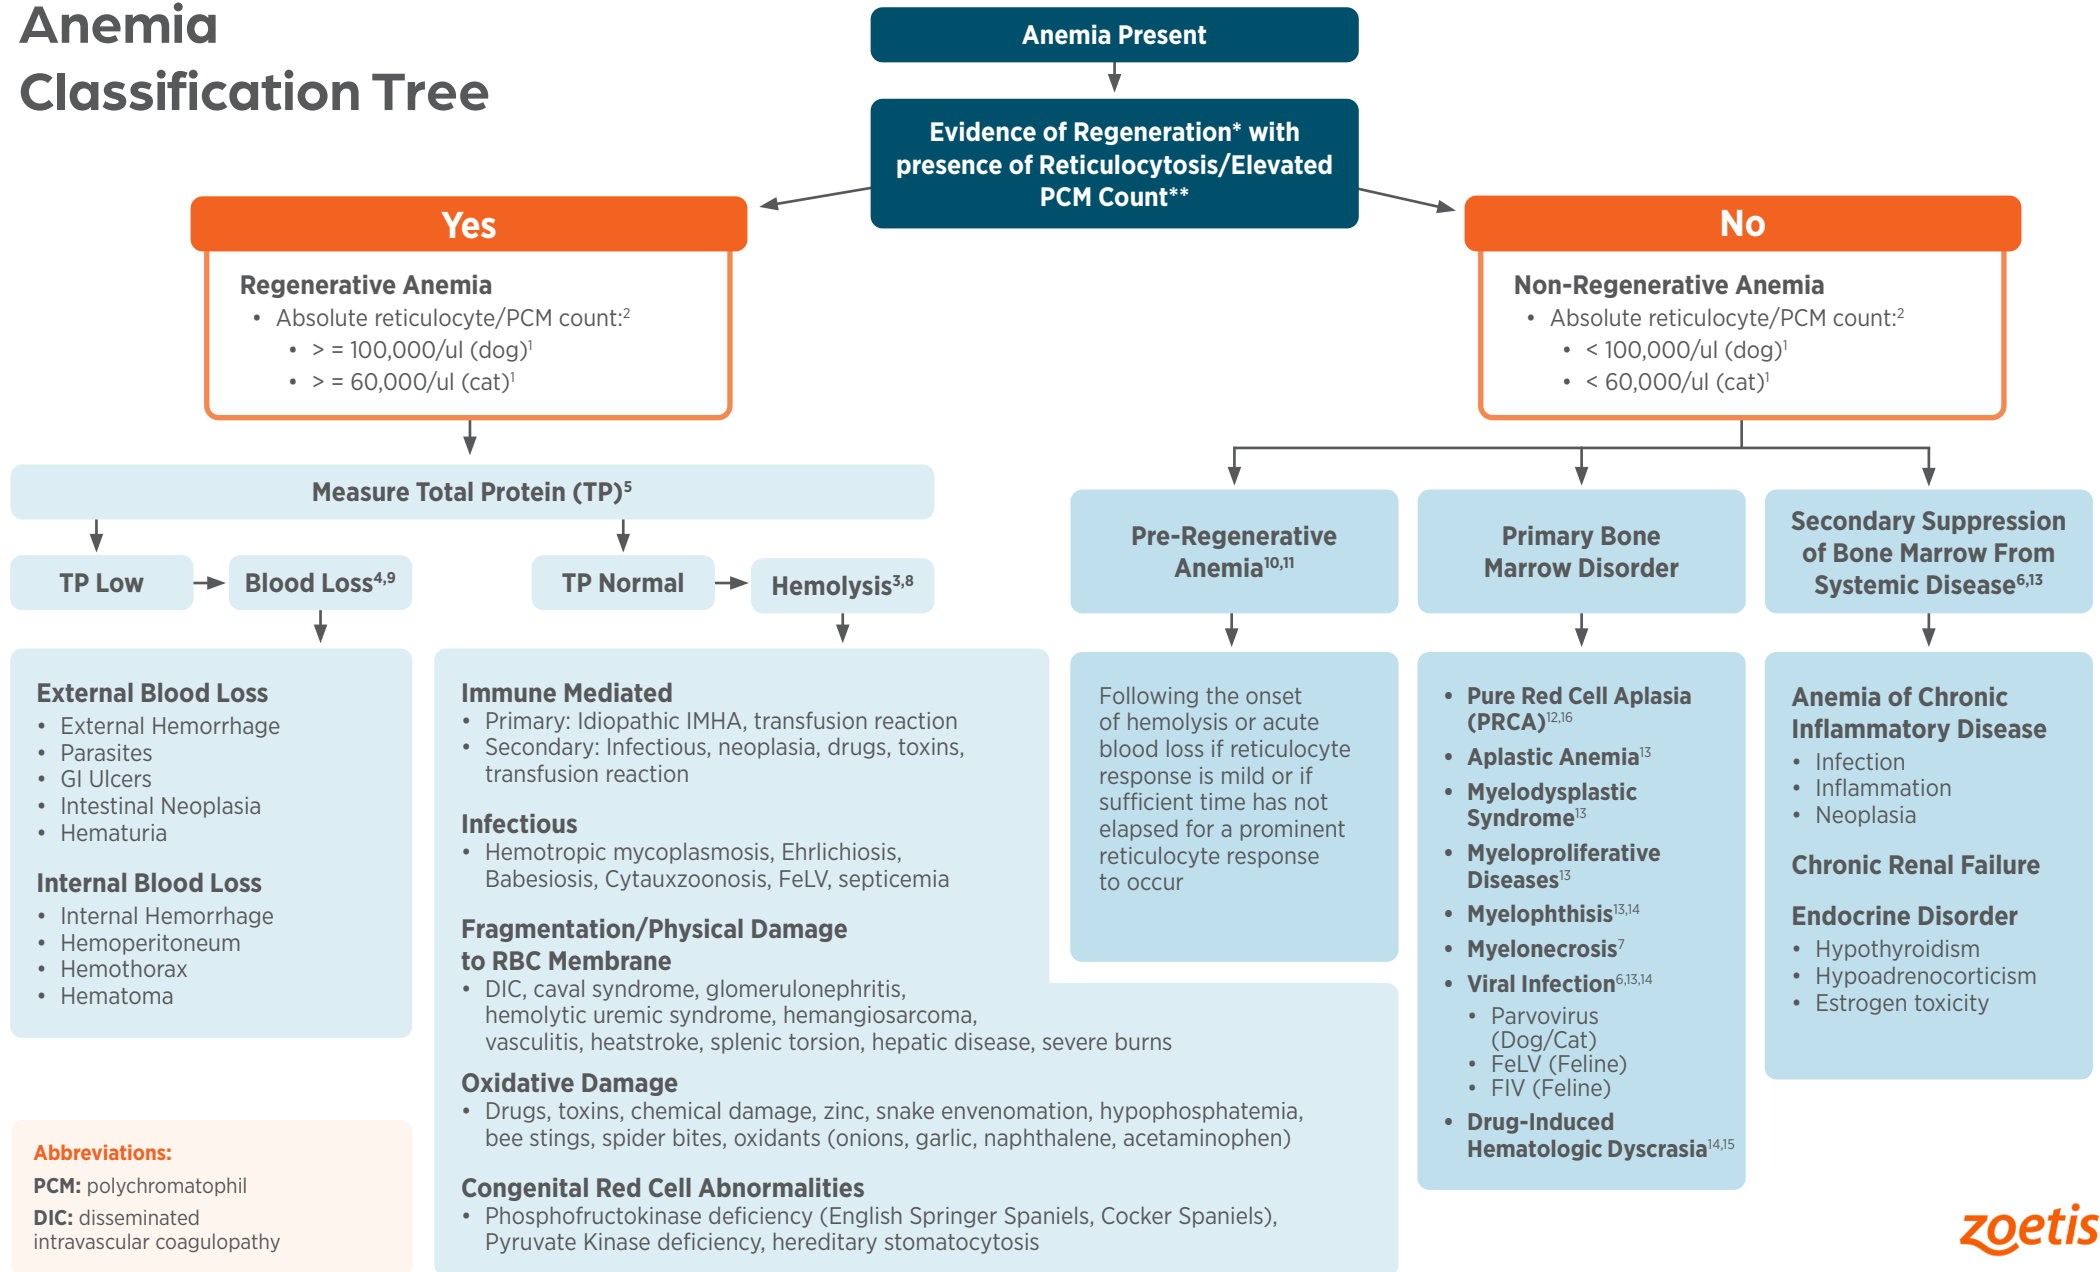 Anemia
Classification Tree
Anemia Present
Evidence of Regeneration* with
presence of Reticulocytosis/Elevated
PCM Count**
Yes
Regenerative Anemia
• Absolute reticulocyte/PCM count:2
• > = 100,000/ul (dog)1
• > = 60,000/ul (cat)1
No
Non-Regenerative Anemia
• Absolute reticulocyte/PCM count:2
• < 100,000/ul (dog)1
• < 60,000/ul (cat)1
Measure Total Protein (TP)5
TP Low
Blood Loss4,9
TP Normal
Hemolysis3,8
External Blood Loss
• External Hemorrhage
• Parasites
• GI Ulcers
• Intestinal Neoplasia
• Hematuria
Internal Blood Loss
• Internal Hemorrhage
• Hemoperitoneum
• Hemothorax
• Hematoma
Immune Mediated
• Primary: Idiopathic IMHA, transfusion reaction
• Secondary: Infectious, neoplasia, drugs, toxins,
transfusion reaction
Infectious
• Hemotropic mycoplasmosis, Ehrlichiosis,
Babesiosis, Cytauxzoonosis, FeLV, septicemia
Fragmentation/Physical Damage
to RBC Membrane
• DIC, caval syndrome, glomerulonephritis,
hemolytic uremic syndrome, hemangiosarcoma,
vasculitis, heatstroke, splenic torsion, hepatic disease, severe burns
Oxidative Damage
• Drugs, toxins, chemical damage, zinc, snake envenomation, hypophosphatemia,
bee stings, spider bites, oxidants (onions, garlic, naphthalene, acetaminophen)
Congenital Red Cell Abnormalities
• Phosphofructokinase deficiency (English Springer Spaniels, Cocker Spaniels),
Pyruvate Kinase deficiency, hereditary stomatocytosis
Pre-Regenerative
Anemia10,11
Following the onset
of hemolysis or acute
blood loss if reticulocyte
response is mild or if
sufficient time has not
elapsed for a prominent
reticulocyte response
to occur
Primary Bone
Marrow Disorder
• Pure Red Cell Aplasia
(PRCA)12,16
• Aplastic Anemia13
• Myelodysplastic
Syndrome13
• Myeloproliferative
Diseases13
• Myelophthisis13,14
• Myelonecrosis7
• Viral Infection6,13,14
• Parvovirus
(Dog/Cat)
• FeLV (Feline)
• FIV (Feline)
• Drug-Induced
Hematologic Dyscrasia14,15
Secondary Suppression
of Bone Marrow From
Systemic Disease6,13
Anemia of Chronic
Inflammatory Disease
• Infection
• Inflammation
• Neoplasia
Chronic Renal Failure
Endocrine Disorder
• Hypothyroidism
• Hypoadrenocorticism
• Estrogen toxicity
Abbreviations:
PCM: polychromatophil
DIC: disseminated
intravascular coagulopathy
zoetis